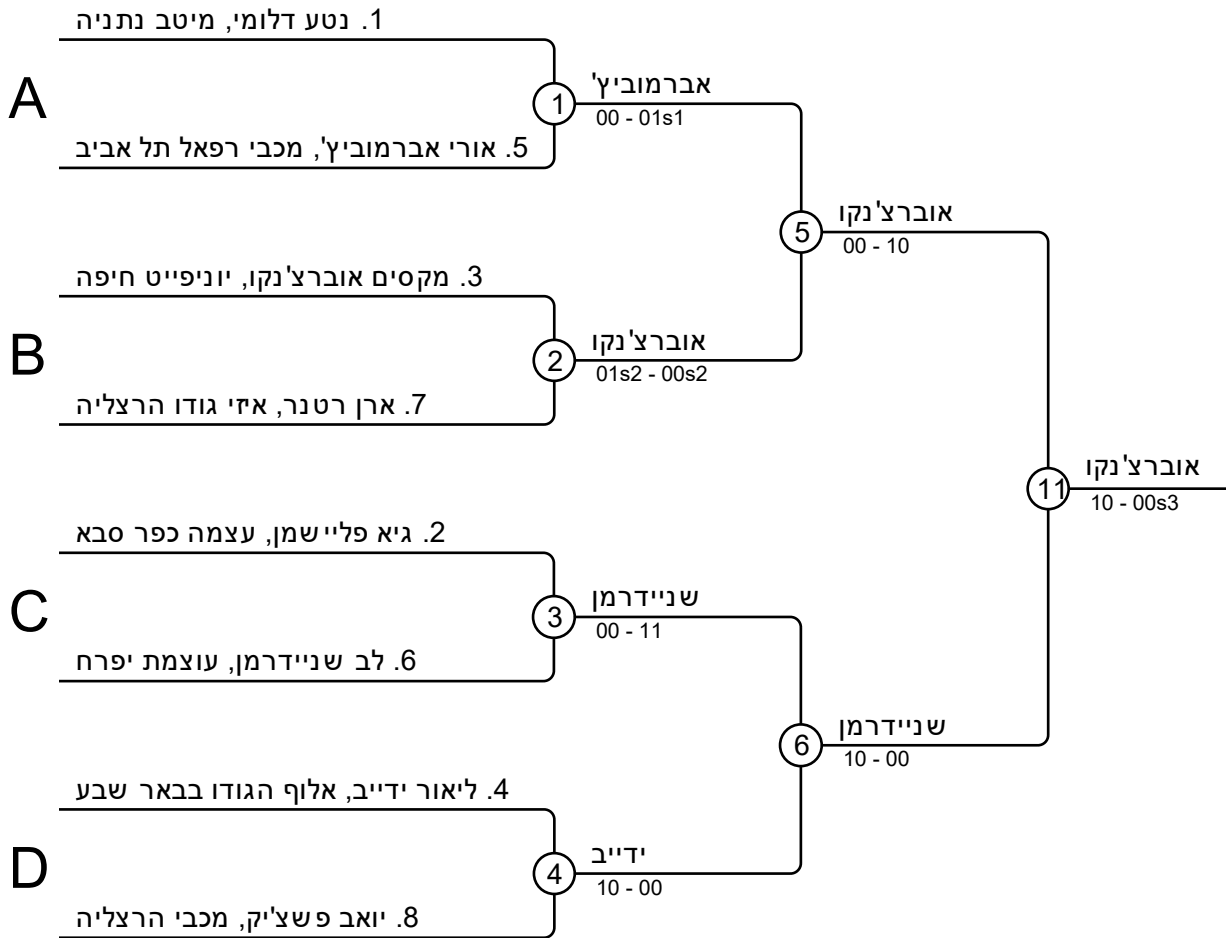 1. נטע דלומי, מיטב נתניה
A
1
אברמוביץ'
00 - 01s1
5. אורי אברמוביץ', מכבי רפאל תל אביב
5
אוברצ'נקו
00 - 10
3. מקסים אוברצ'נקו, יוניפייט חיפה
B
2
אוברצ'נקו
01s2 - 00s2
7. ארן רטנר, איזי גודו הרצליה
11
אוברצ'נקו
10 - 00s3
2. גיא פליישמן, עצמה כפר סבא
C
3
שניידרמן
00 - 11
6. לב שניידרמן, עוצמת יפרח
6
שניידרמן
10 - 00
4. ליאור ידייב, אלוף הגודו בבאר שבע
D
4
ידייב
10 - 00
8. יואב פשצ'יק, מכבי הרצליה